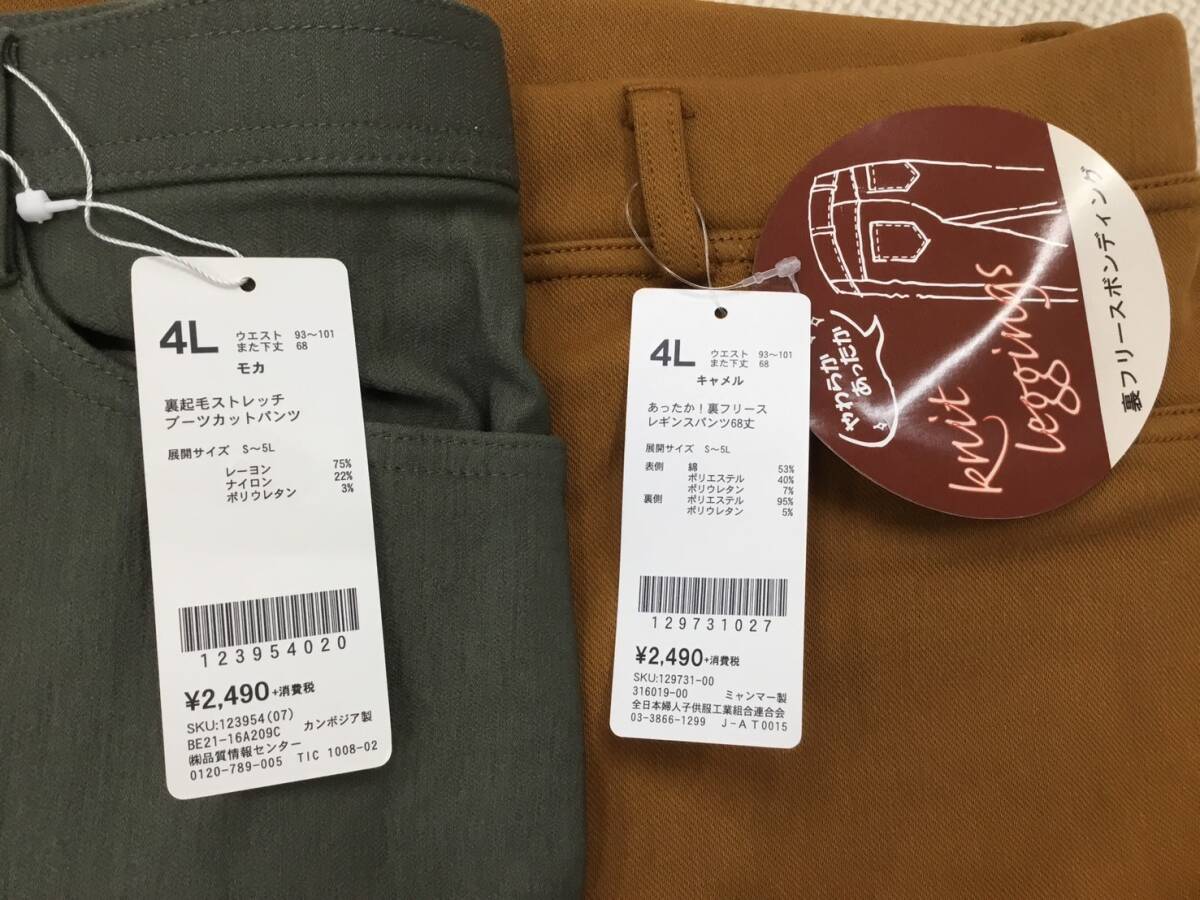 4L
ウエスト 93～101
また下丈 68
モカ
裏起毛ストレッチ
ブーツカットパンツ
展開サイズ S～5L
レーヨン 75%
ナイロン 22%
ポリウレタン 3%
123954020
¥2,490+消費税
SKU:123954(07)
BE21-16A209C カンボジア製
㈱品質情報センター
0120-789-005 TIC 1008-02
4L
ウエスト 93～101
また下丈 68
キャメル
あったか！裏フリース
レギンスパンツ68丈
展開サイズ S～5L
表側 綿 53%
ポリエステル 40%
ポリウレタン 7%
裏側 ポリエステル 95%
ポリウレタン 5%
129731027
¥2,490+消費税
SKU:129731-00
316019-00 ミャンマー製
全日本婦人子供服工業組合連合会
03-3866-1299 J-AT0015
やわらか
あったか
knit
leggings
裏フリースボンディング